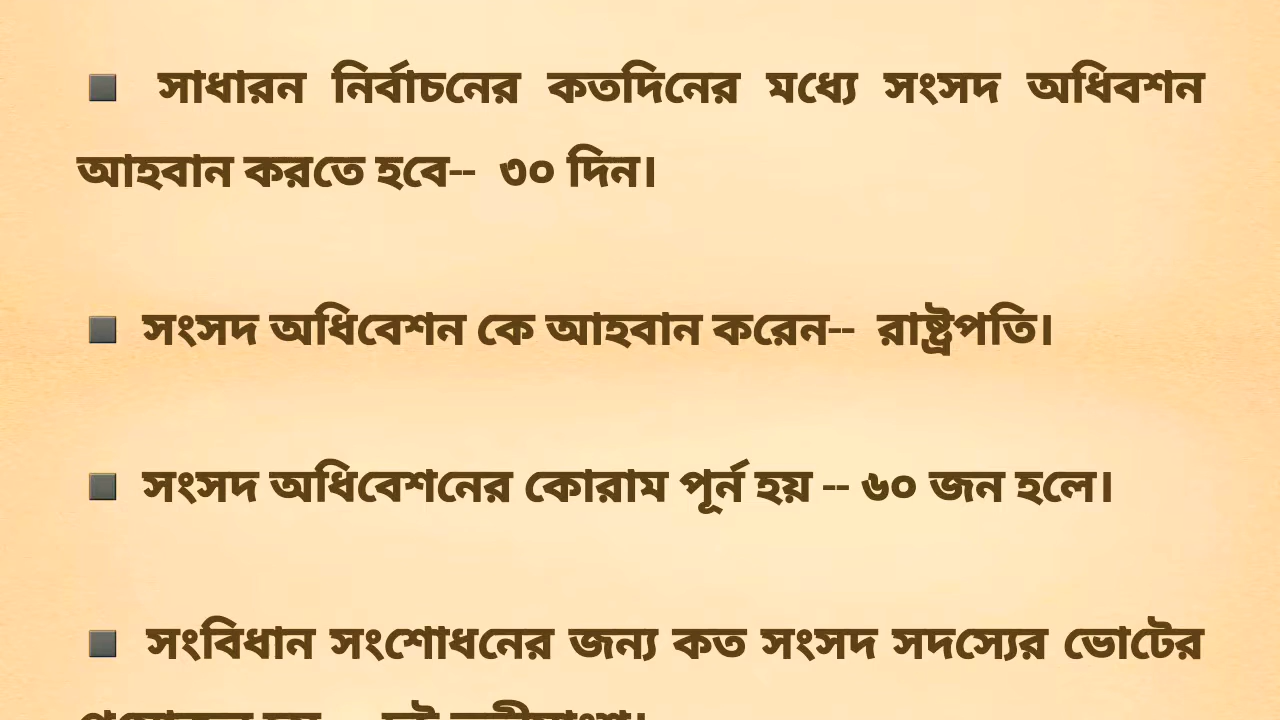 ◾ সাধারন নির্বাচনের কতদিনের মধ্যে সংসদ অধিবশন
আহবান করতে হবে-- ৩০ দিন।
◾ সংসদ অধিবেশন কে আহবান করেন-- রাষ্ট্রপতি।
◾ সংসদ অধিবেশনের কোরাম পূর্ন হয় -- ৬০ জন হলে।
◾ সংবিধান সংশোধনের জন্য কত সংসদ সদস্যের ভোটের